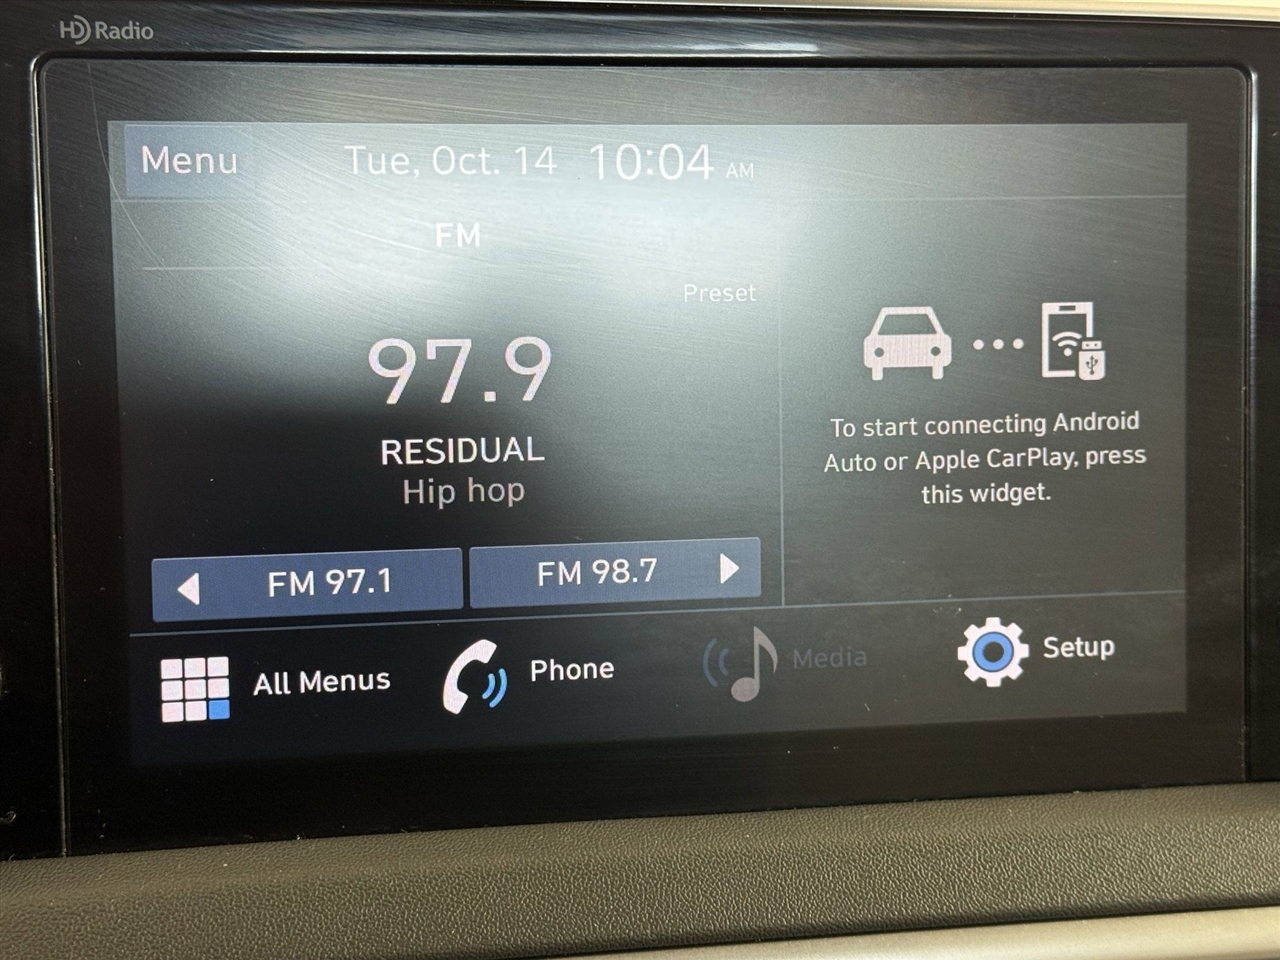 HD Radio
Menu
Tue, Oct. 14 10:04 AM
FM
Preset
97.9
RESIDUAL
Hip hop
FM 97.1
FM 98.7
To start connecting Android
Auto or Apple CarPlay, press
this widget.
All Menus
Phone
Media
Setup